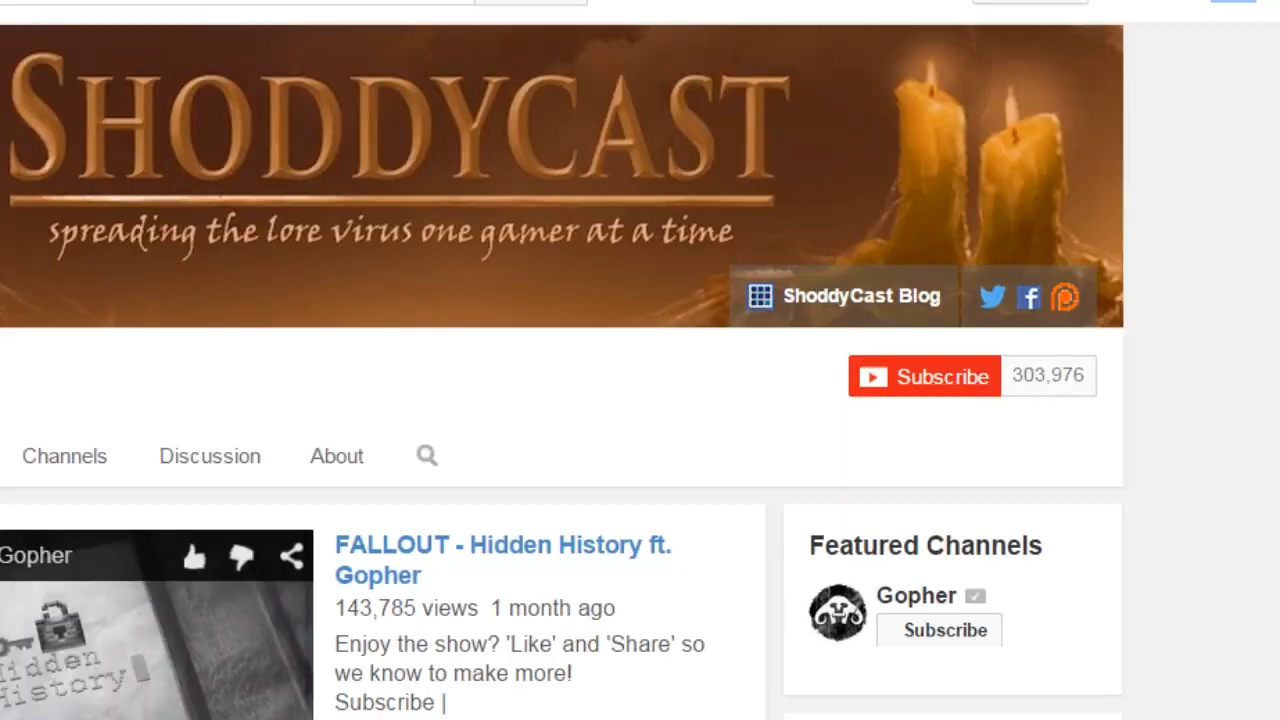 SHODDYCAST
spreading the lore virus one gamer at a time
ShoddyCast Blog
Subscribe 303,976
Channels Discussion About
Gopher
Hidden
History
FALLOUT - Hidden History ft.
Gopher
143,785 views 1 month ago
Enjoy the show? 'Like' and 'Share' so
we know to make more!
Subscribe |
Featured Channels
Gopher
Subscribe